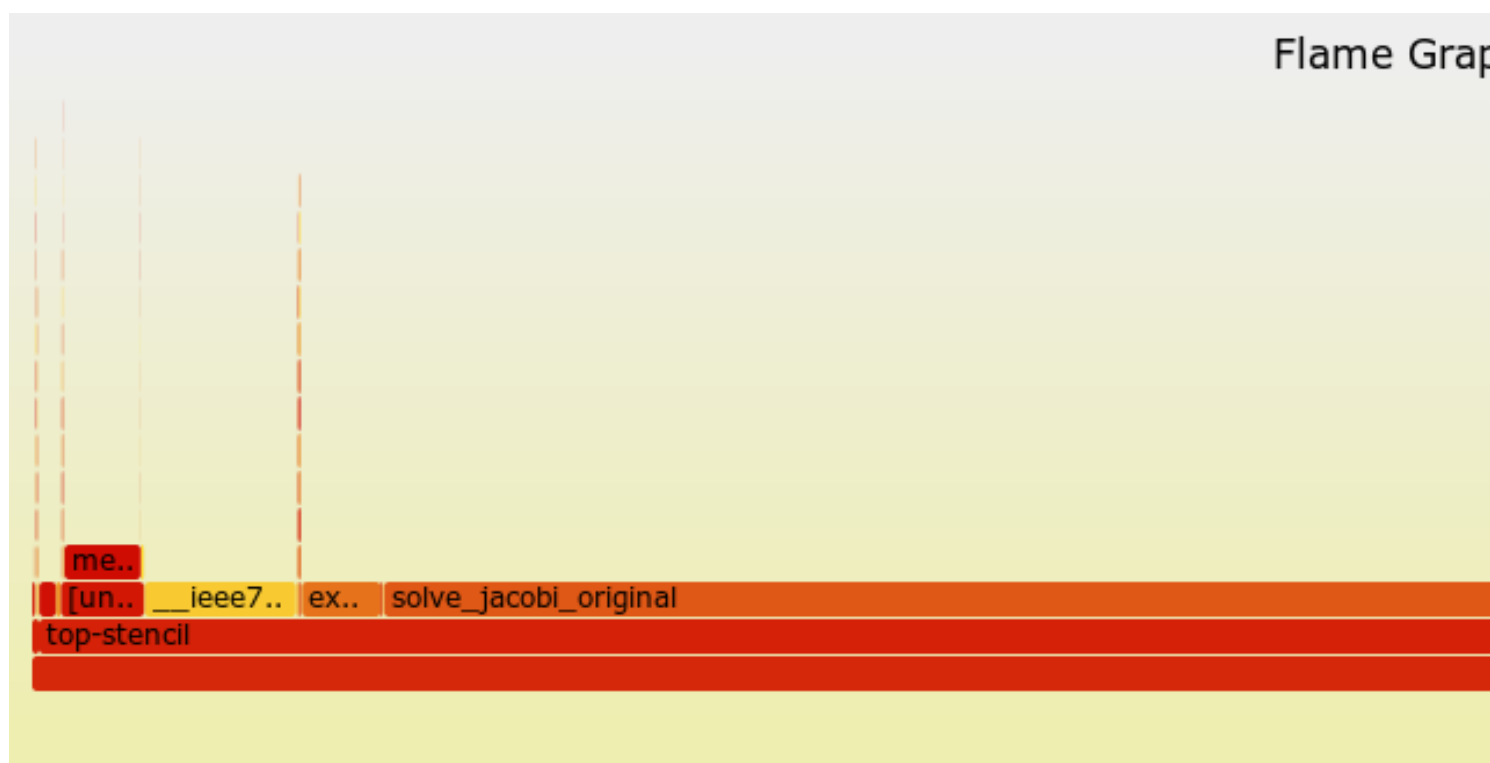 Flame Grap
me..
[un.. __ieee7.. ex.. solve_jacobi_original
top-stencil